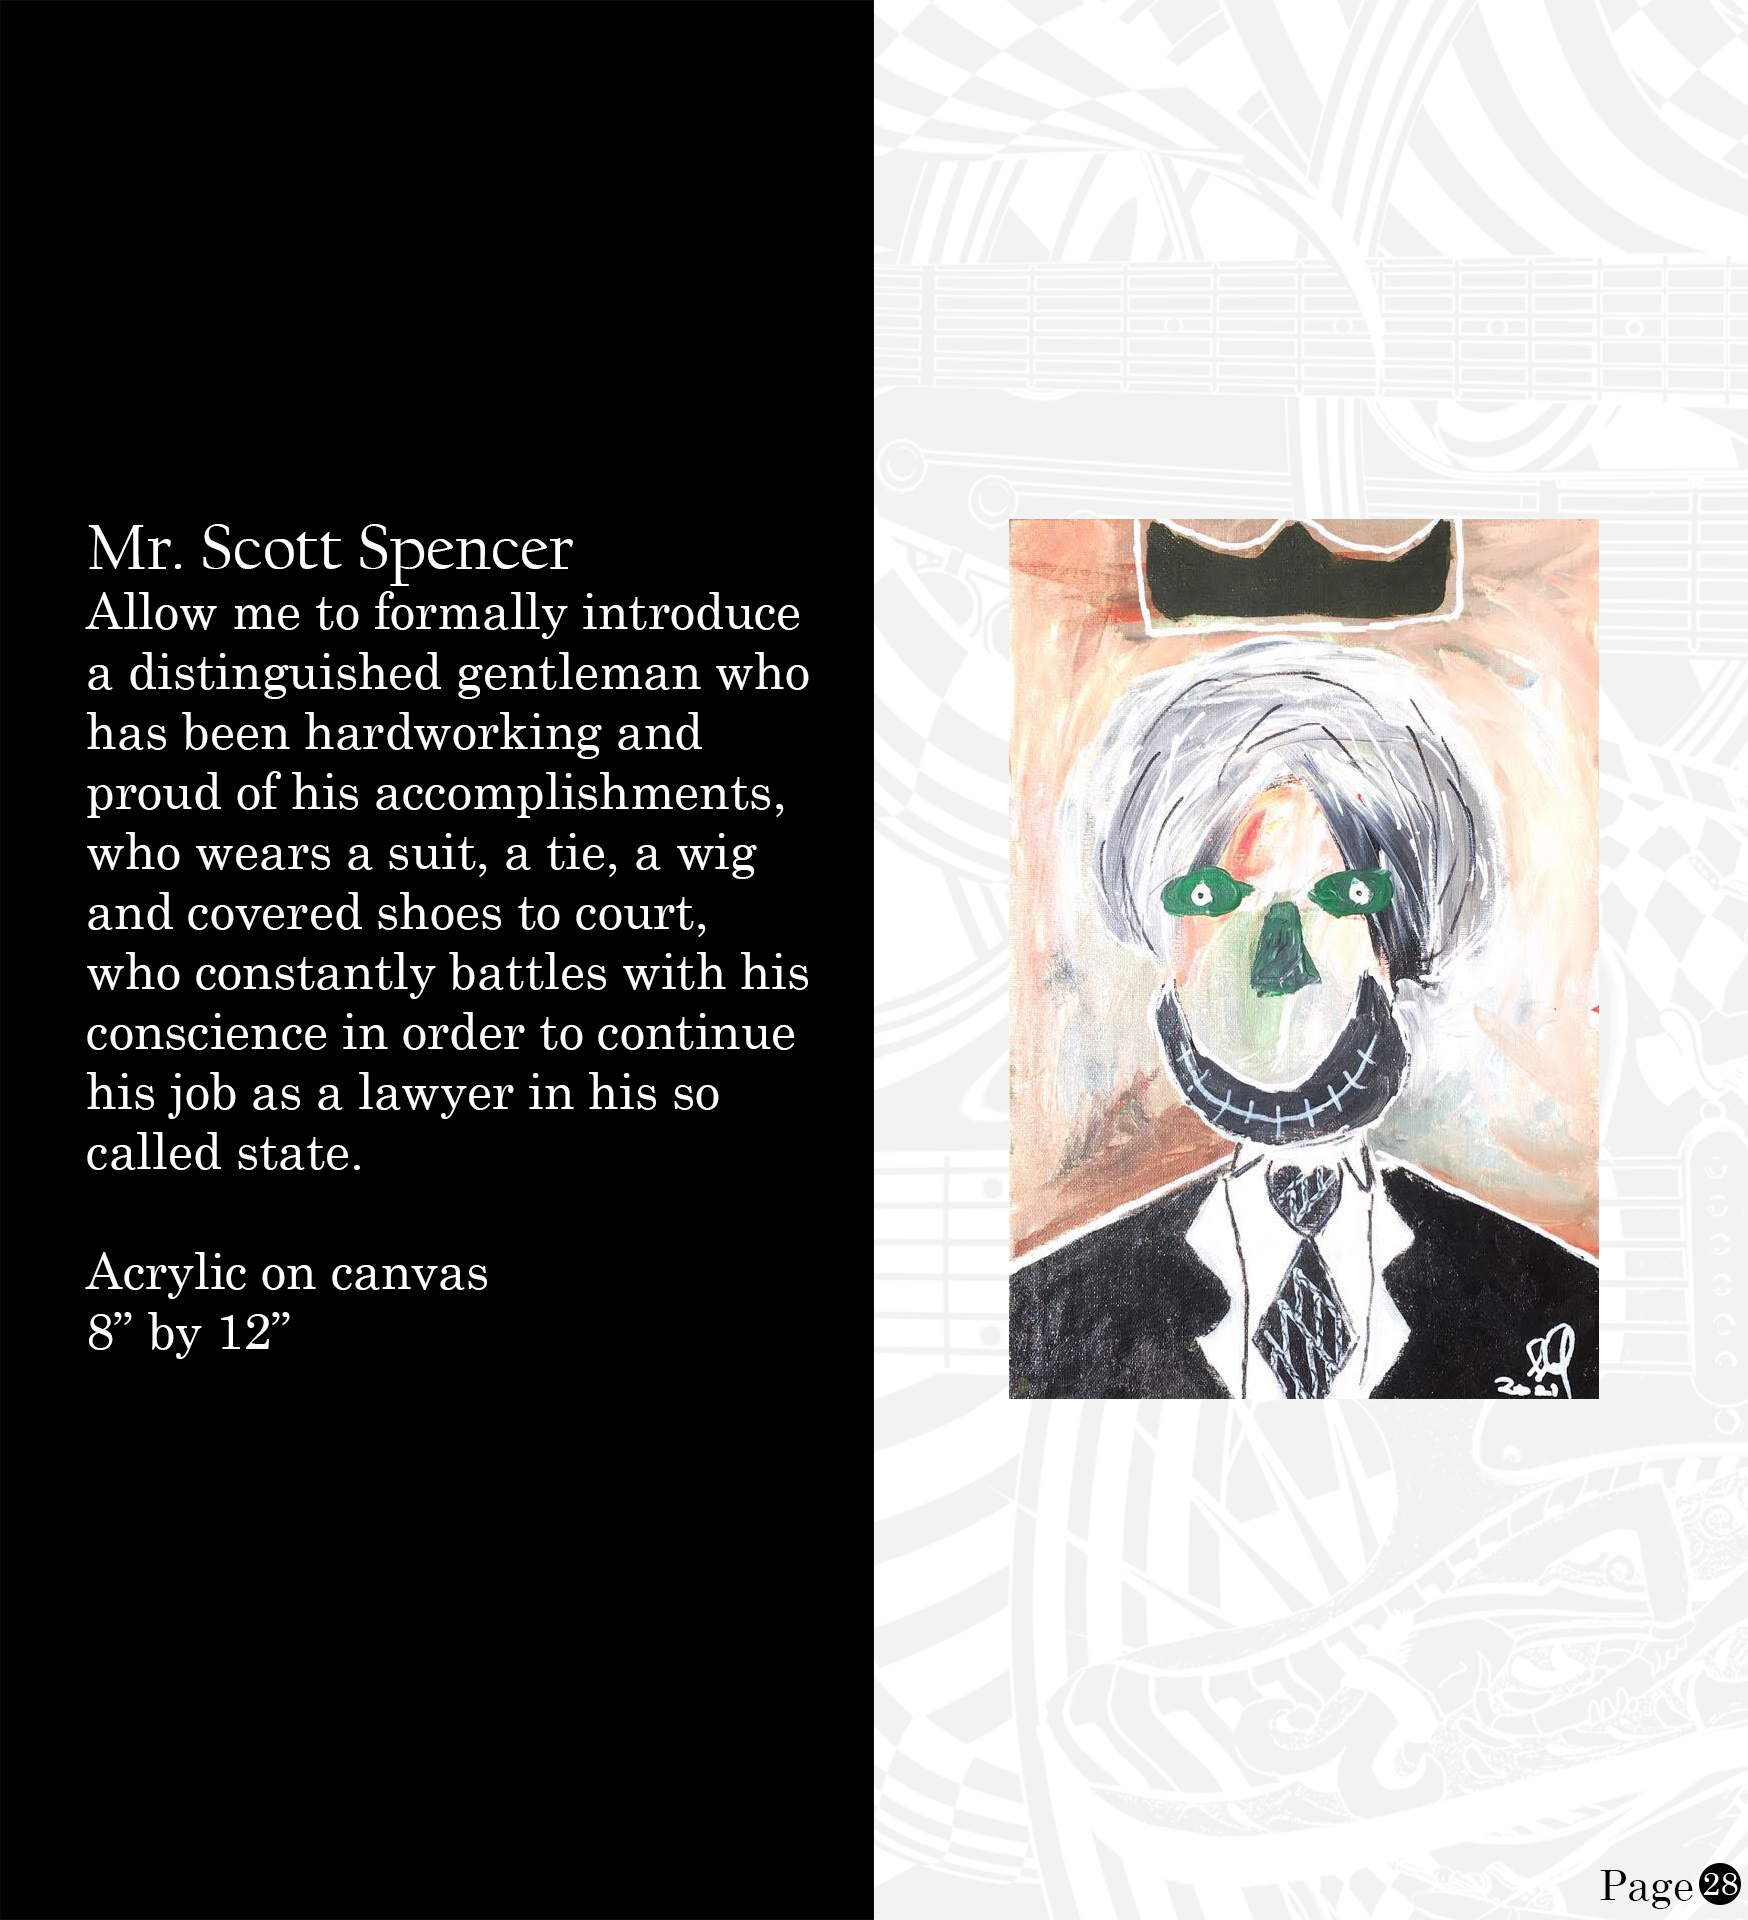 Mr. Scott Spencer
Allow me to formally introduce
a distinguished gentleman who
has been hardworking and
proud of his accomplishments,
who wears a suit, a tie, a wig
and covered shoes to court,
who constantly battles with his
conscience in order to continue
his job as a lawyer in his so
called state.
Acrylic on canvas
8” by 12”
2021
Page 28